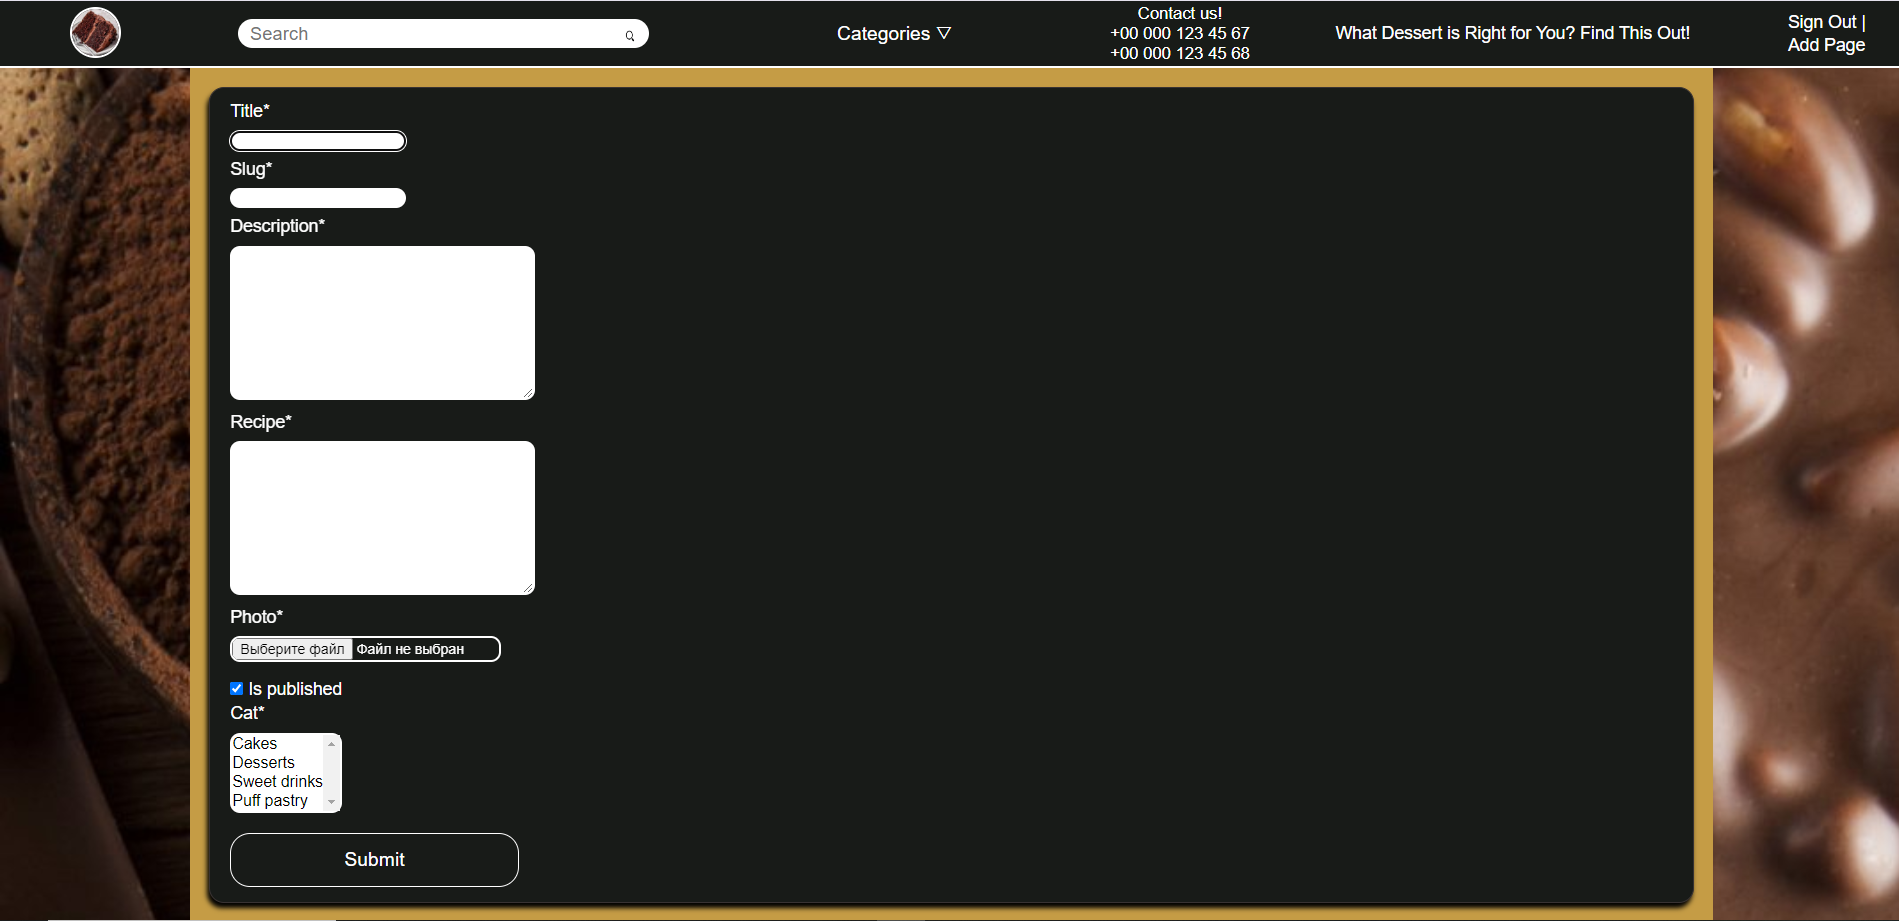 Search
Categories ▽
Contact us!
+00 000 123 45 67
+00 000 123 45 68
What Dessert is Right for You? Find This Out!
Sign Out |
Add Page
Title*
Slug*
Description*
Recipe*
Photo*
Выберите файл Файл не выбран
Is published
Cat*
Cakes
Desserts
Sweet drinks
Puff pastry
Submit